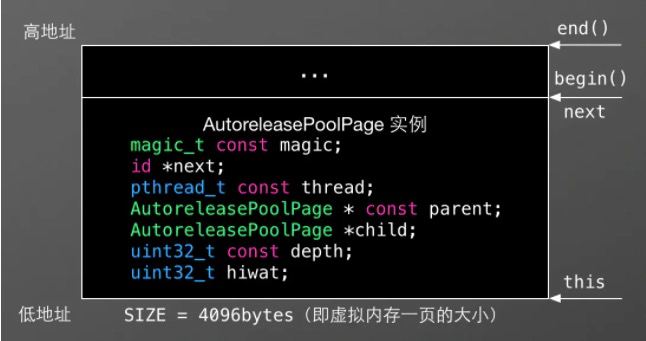 高地址
end()
...
begin()
next
AutoreleasePoolPage 实例
magic_t const magic;
id *next;
pthread_t const thread;
AutoreleasePoolPage * const parent;
AutoreleasePoolPage *child;
uint32_t const depth;
uint32_t hiwat;
this
低地址
SIZE = 4096bytes（即虚拟内存一页的大小）